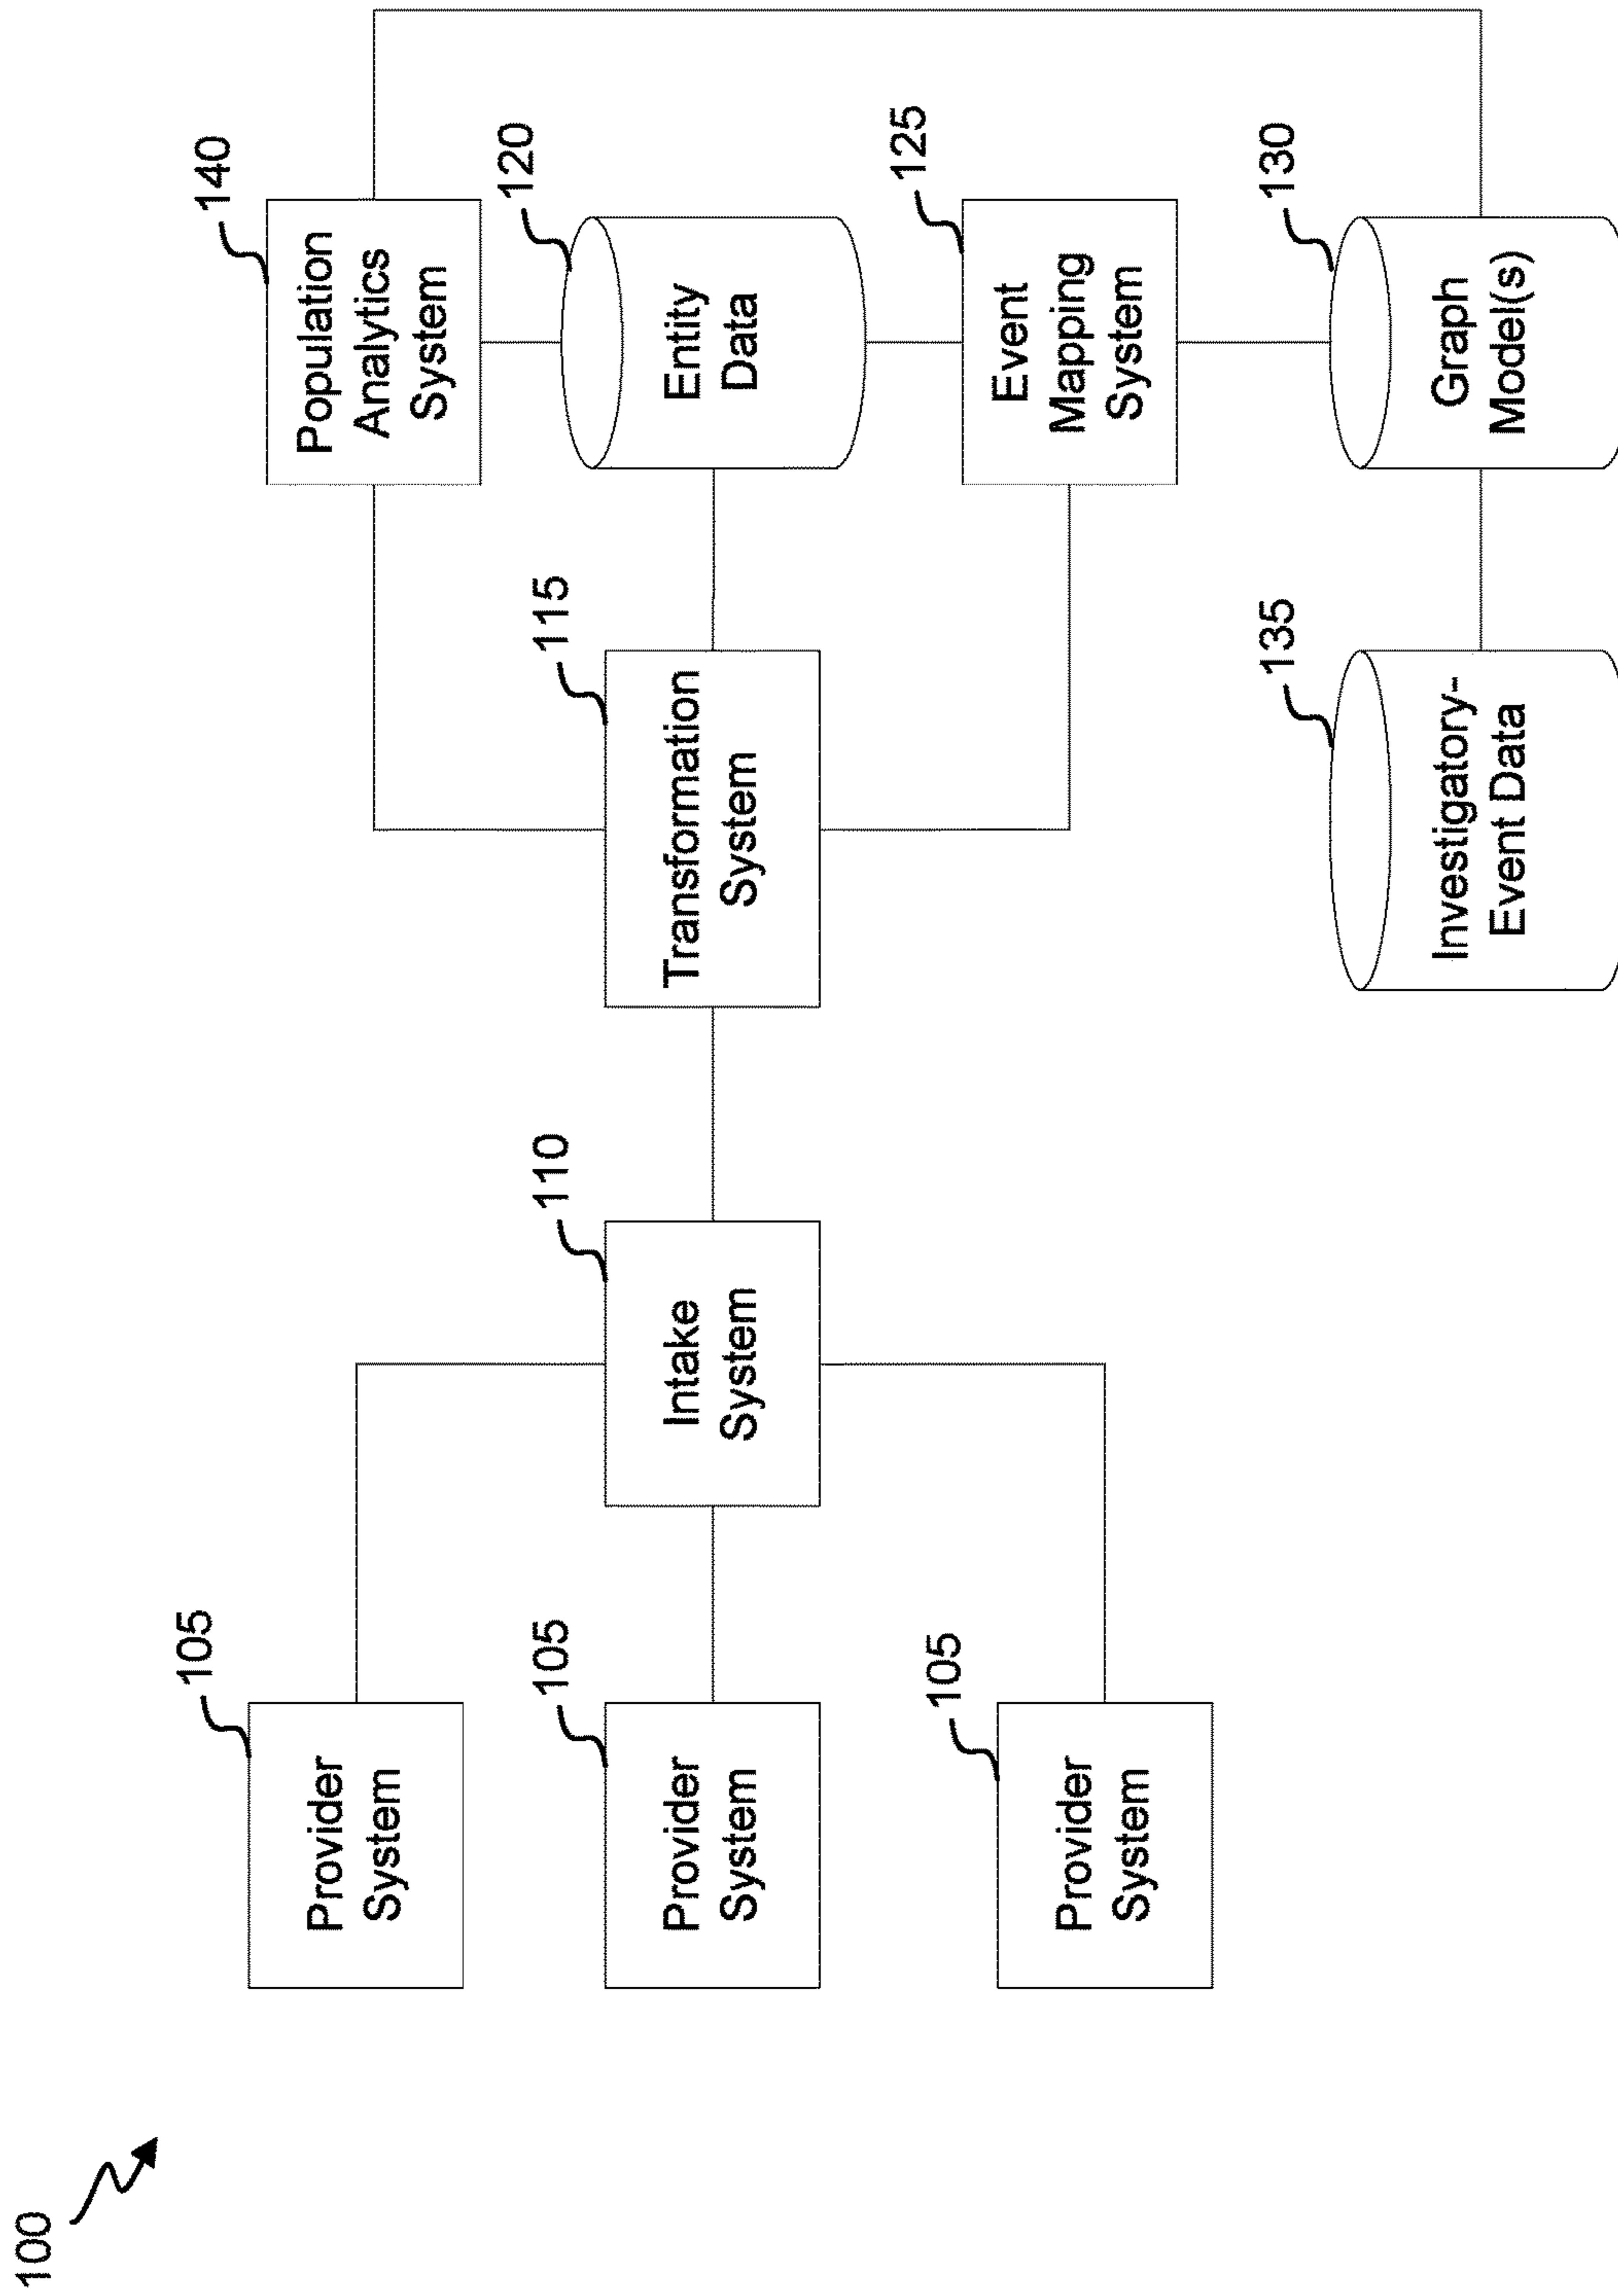 100
105
Provider
System
105
Provider
System
105
Provider
System
110
Intake
System
115
Transformation
System
140
Population
Analytics
System
120
Entity
Data
125
Event
Mapping
System
130
Graph
Model(s)
135
Investigatory-
Event Data